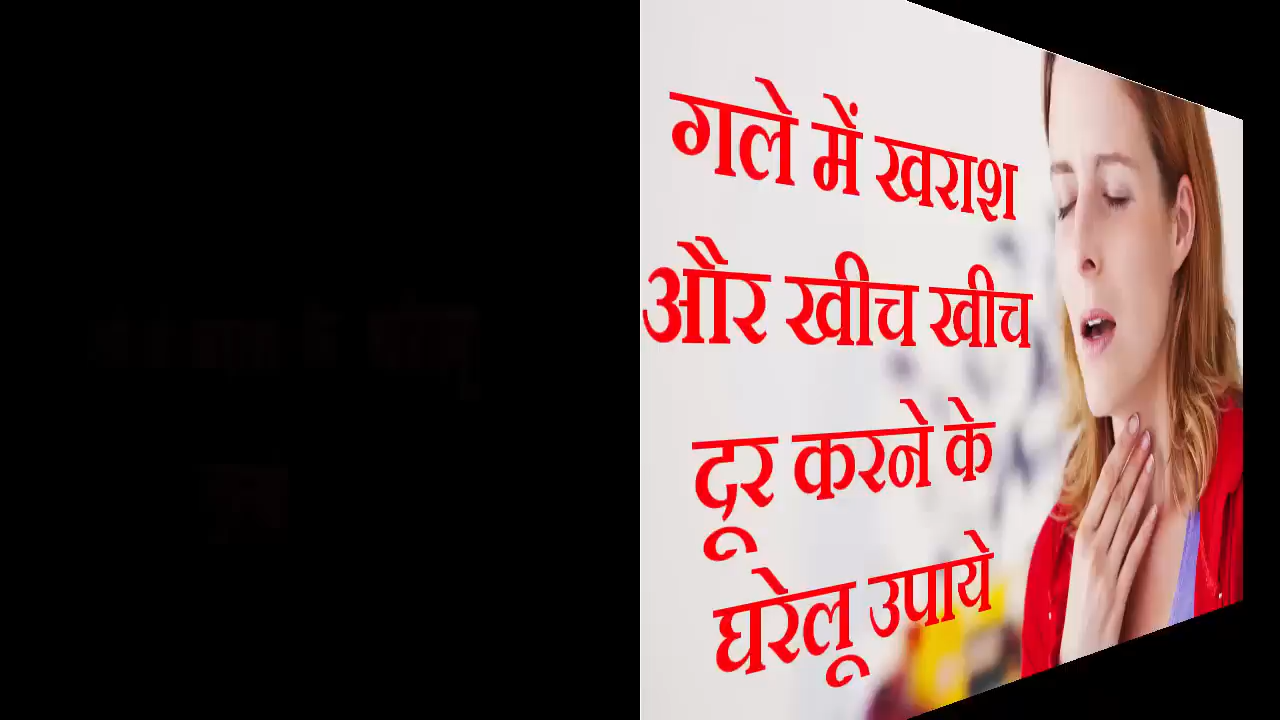 गले में खराश
और खीच खीच
दूर करने के
घरेलू उपाये